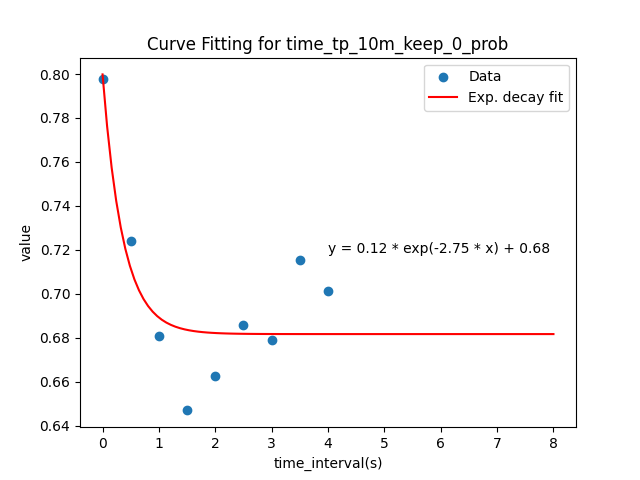 Curve Fitting for time_tp_10m_keep_0_prob
Data
Exp. decay fit
y = 0.12 * exp(-2.75 * x) + 0.68
value
0.80
0.78
0.76
0.74
0.72
0.70
0.68
0.66
0.64
0 1 2 3 4 5 6 7 8
time_interval(s)